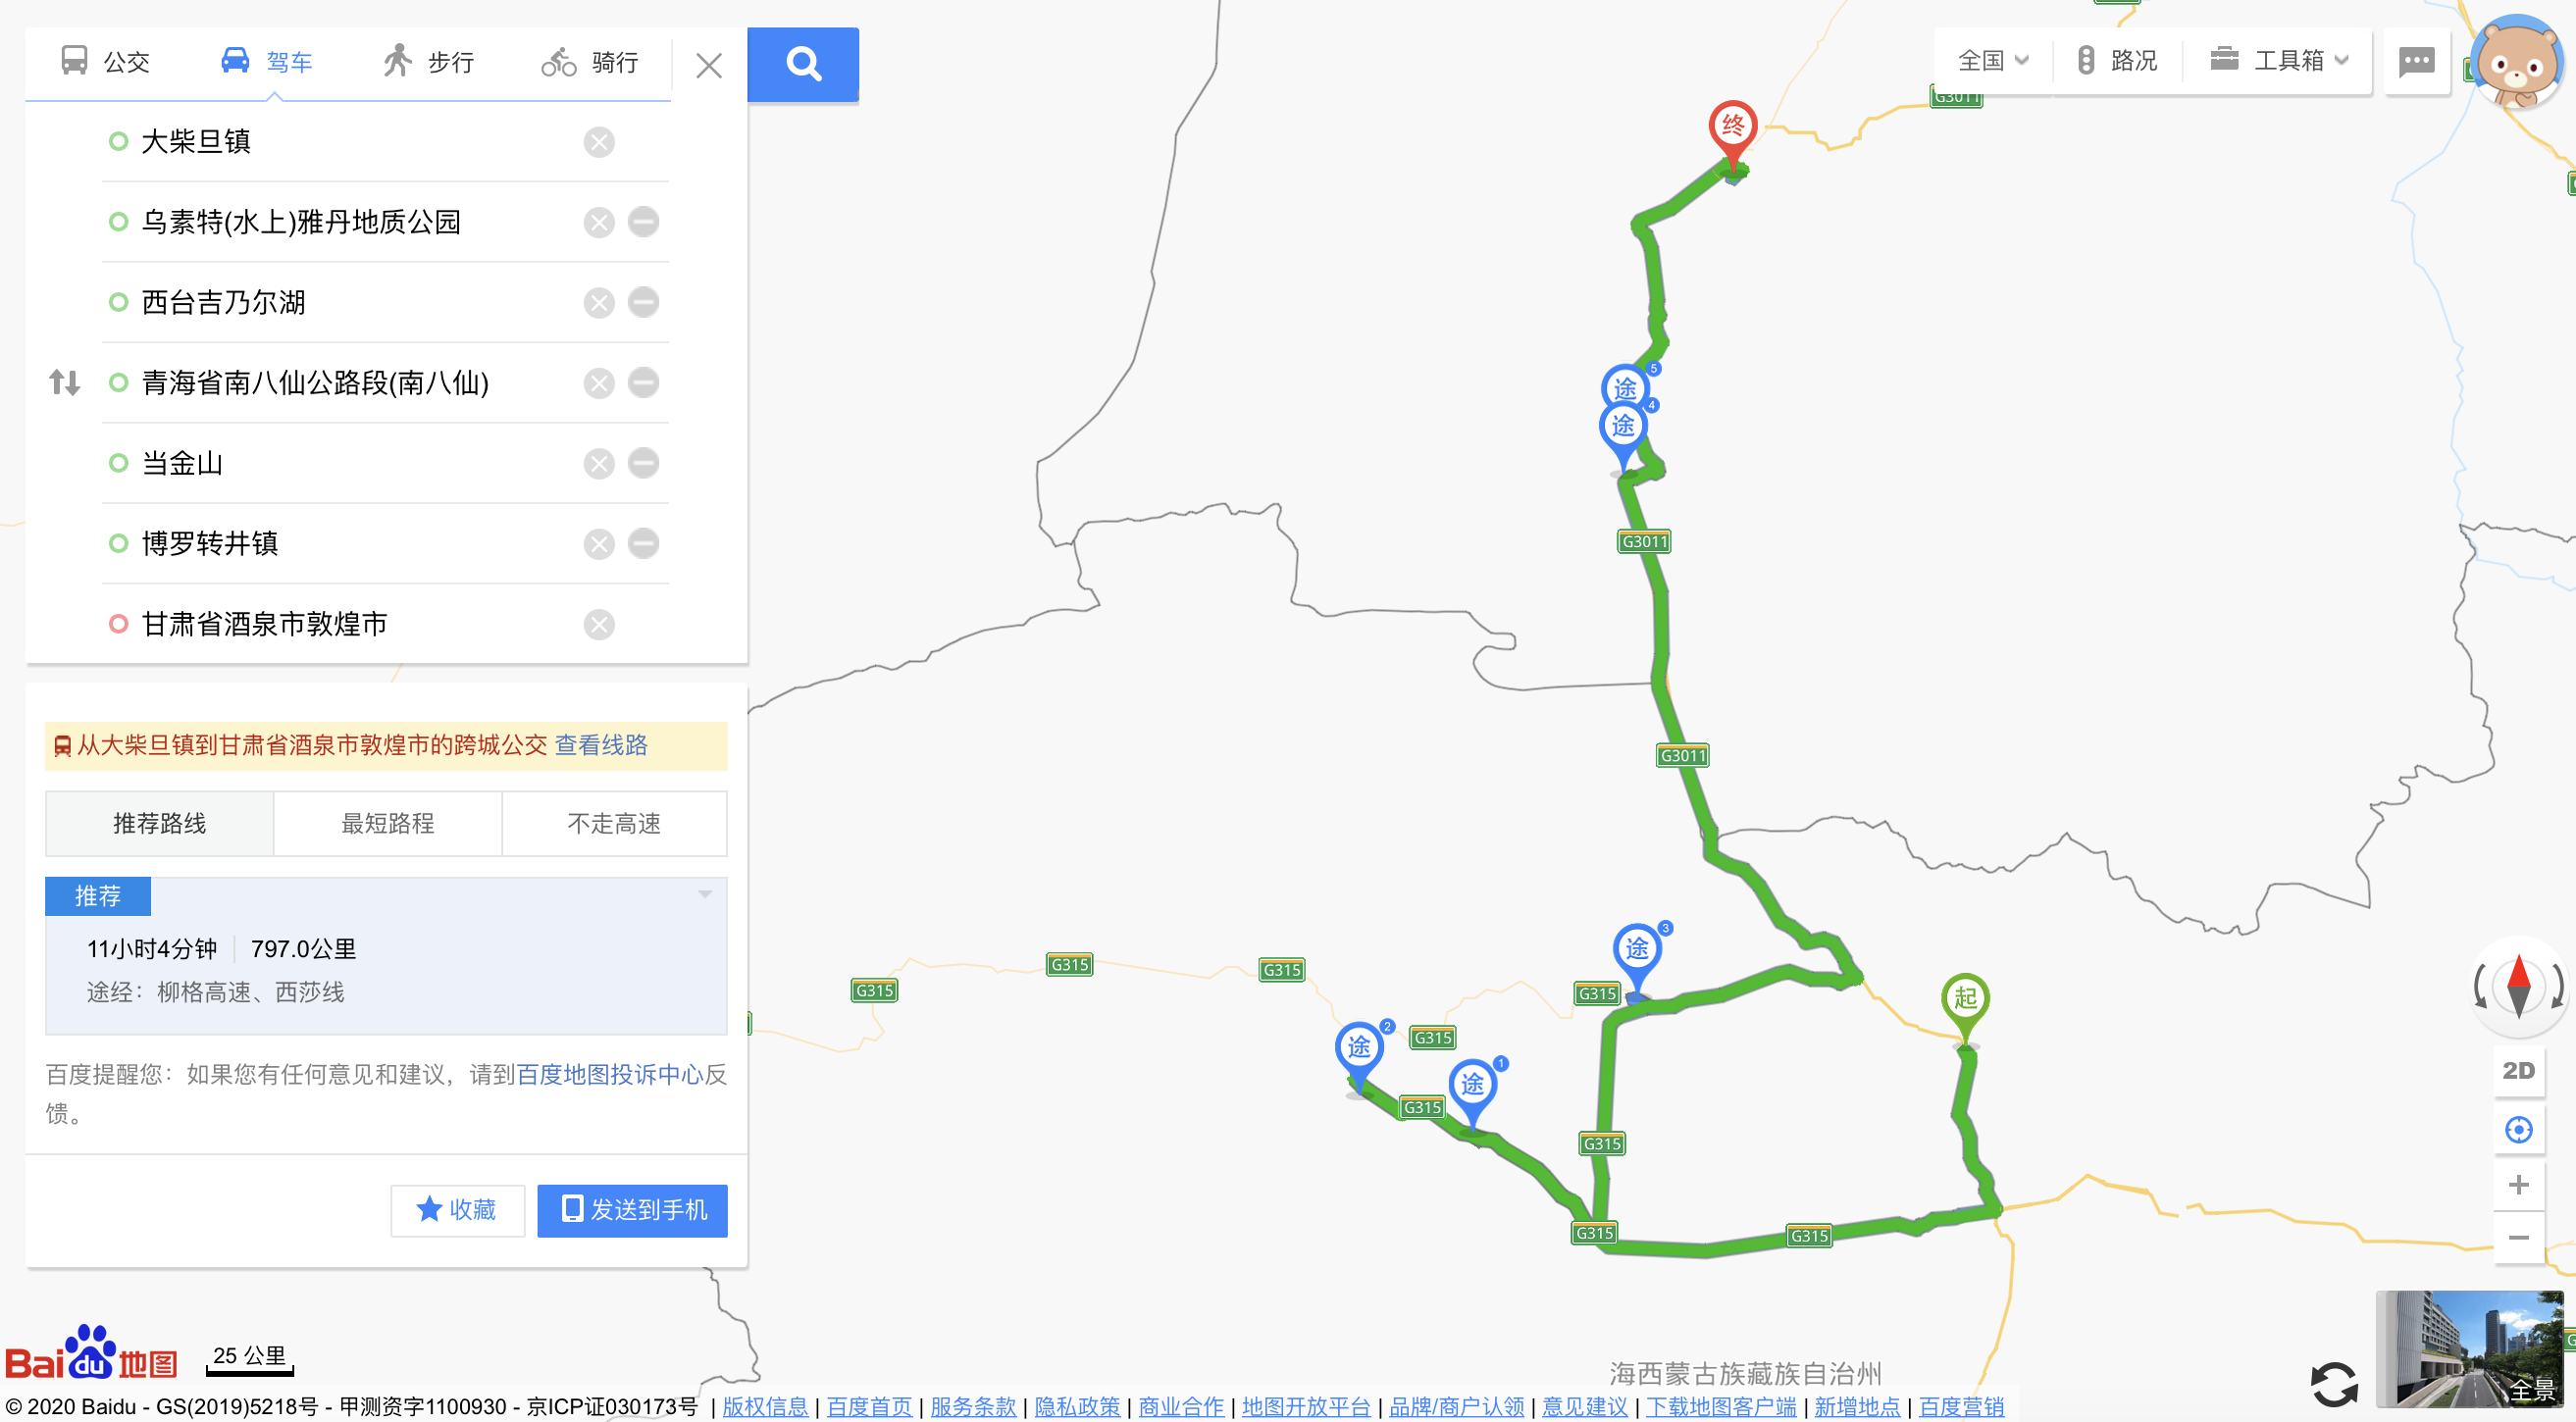 公交 驾车 步行 骑行
大柴旦镇
乌素特(水上)雅丹地质公园
西台吉乃尔湖
青海省南八仙公路段(南八仙)
当金山
博罗转井镇
甘肃省酒泉市敦煌市
从大柴旦镇到甘肃省酒泉市敦煌市的跨城公交 查看线路
推荐路线 最短路程 不走高速
推荐
11小时4分钟 797.0公里
途经：柳格高速、西莎线
百度提醒您：如果您有任何意见和建议，请到百度地图投诉中心反
馈。
收藏 发送到手机
全国 路况 工具箱
G3011
终
途 5
途 4
G3011
G3011
途 3
G315
G315
G315
G315
G315
起
途 2
途 1
G315
G315
G315
G315
2D
海西蒙古族藏族自治州
全景
Baidu地图
25 公里
© 2020 Baidu - GS(2019)5218号 - 甲测资字1100930 - 京ICP证030173号 | 版权信息 | 百度首页 | 服务条款 | 隐私政策 | 商业合作 | 地图开放平台 | 品牌/商户认领 | 意见建议 | 下载地图客户端 | 新增地点 | 百度营销